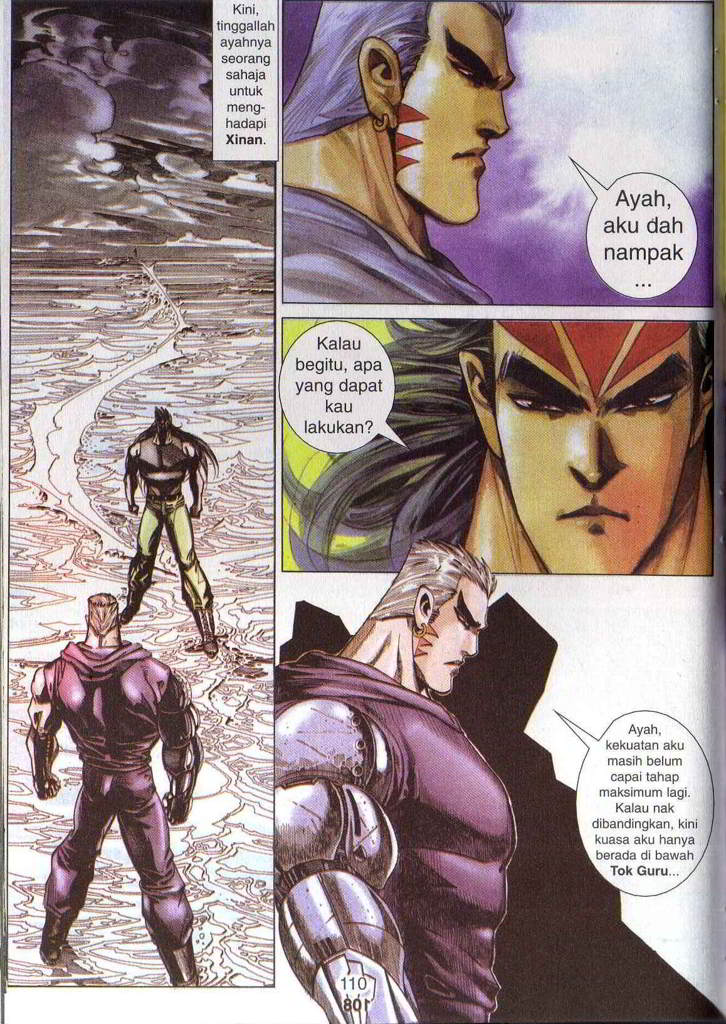 Kini,
tinggallah
ayahnya
seorang
sahaja
untuk
meng-
hadapi
Xinan.
Ayah,
aku dah
nampak
...
Kalau
begitu, apa
yang dapat
kau
lakukan?
Ayah,
kekuatan aku
masih belum
capai tahap
maksimum lagi.
Kalau nak
dibandingkan, kini
kuasa aku hanya
berada di bawah
Tok Guru...
110
108